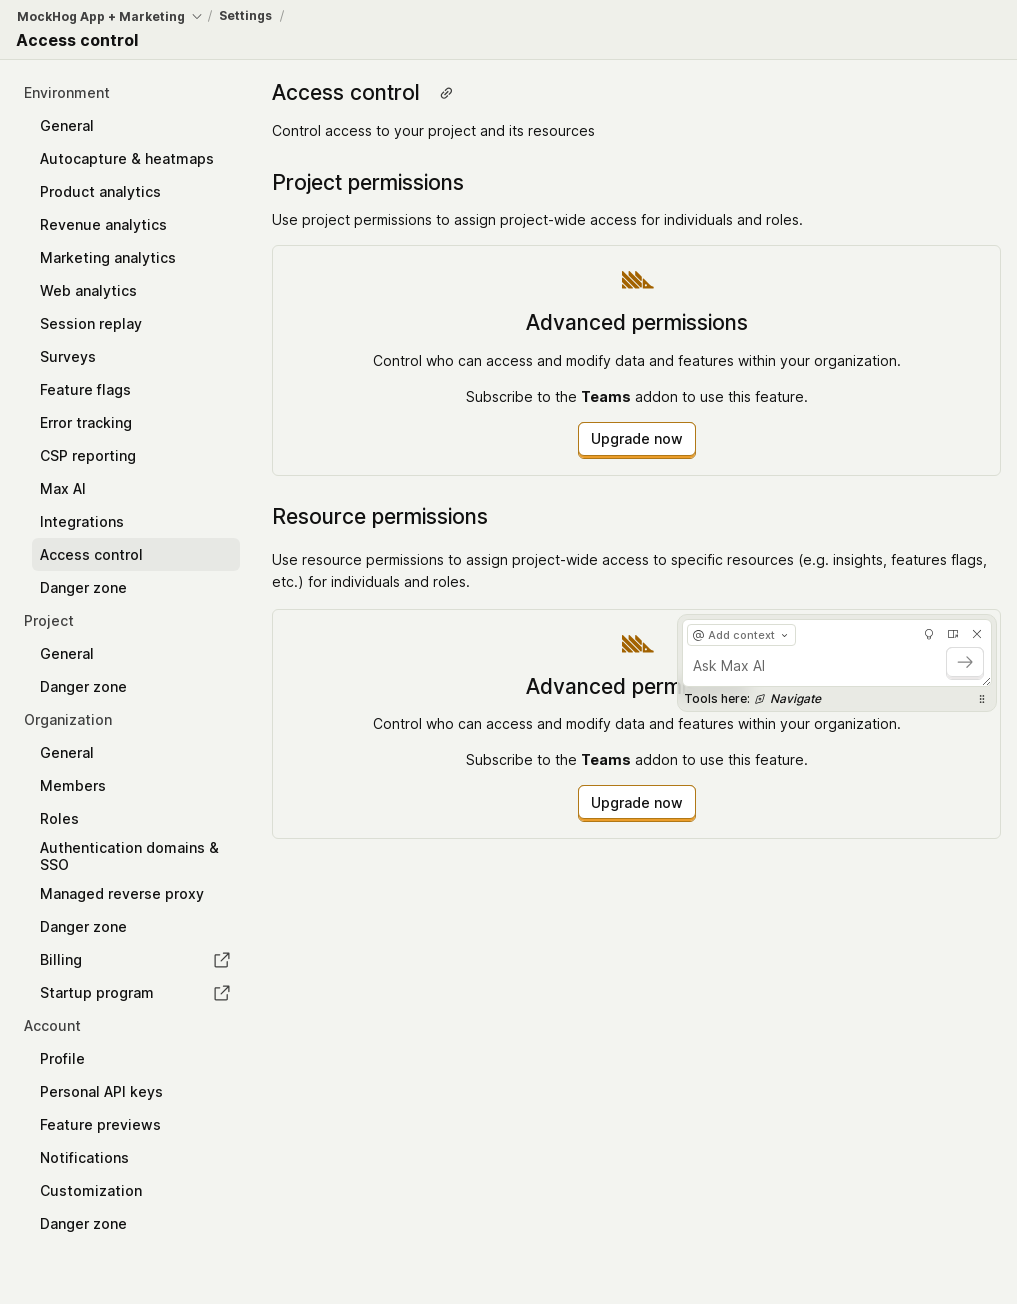 MockHog App + Marketing / Settings /
Access control
Environment
General
Autocapture & heatmaps
Product analytics
Revenue analytics
Marketing analytics
Web analytics
Session replay
Surveys
Feature flags
Error tracking
CSP reporting
Max AI
Integrations
Access control
Danger zone
Project
General
Danger zone
Organization
General
Members
Roles
Authentication domains &
SSO
Managed reverse proxy
Danger zone
Billing
Startup program
Account
Profile
Personal API keys
Feature previews
Notifications
Customization
Danger zone
Access control
Control access to your project and its resources
Project permissions
Use project permissions to assign project-wide access for individuals and roles.
Advanced permissions
Control who can access and modify data and features within your organization.
Subscribe to the Teams addon to use this feature.
Upgrade now
Resource permissions
Use resource permissions to assign project-wide access to specific resources (e.g. insights, features flags,
etc.) for individuals and roles.
Advanced perm
Control who can access and modify data and features within your organization.
Subscribe to the Teams addon to use this feature.
Upgrade now
@ Add context
Ask Max AI
Tools here: Navigate